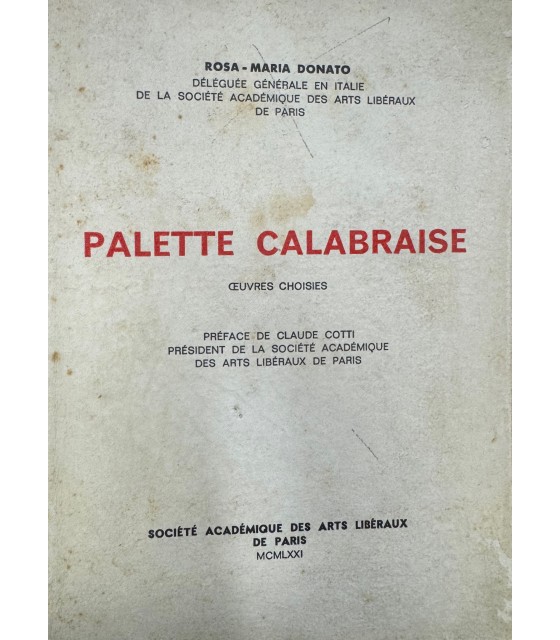 ROSA - MARIA DONATO
DÉLÉGUÉE GÉNÉRALE EN ITALIE
DE LA SOCIÉTÉ ACADÉMIQUE DES ARTS LIBÉRAUX
DE PARIS
PALETTE CALABRAISE
ŒUVRES CHOISIES
PRÉFACE DE CLAUDE COTTI
PRÉSIDENT DE LA SOCIÉTÉ ACADÉMIQUE
DES ARTS LIBÉRAUX DE PARIS
SOCIÉTÉ ACADÉMIQUE DES ARTS LIBÉRAUX
DE PARIS
MCMLXXI